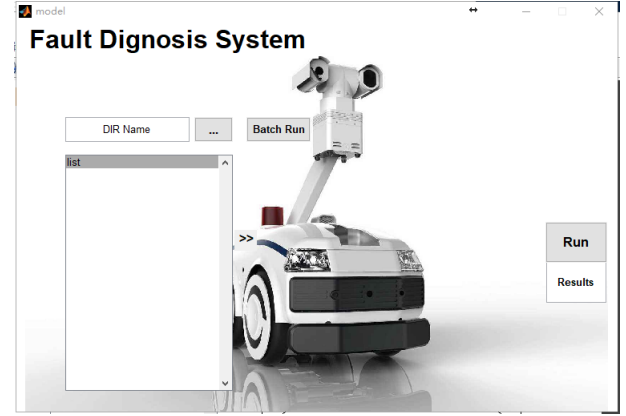 model
Fault Dignosis System
DIR Name
...
Batch Run
list
>>
Run
Results